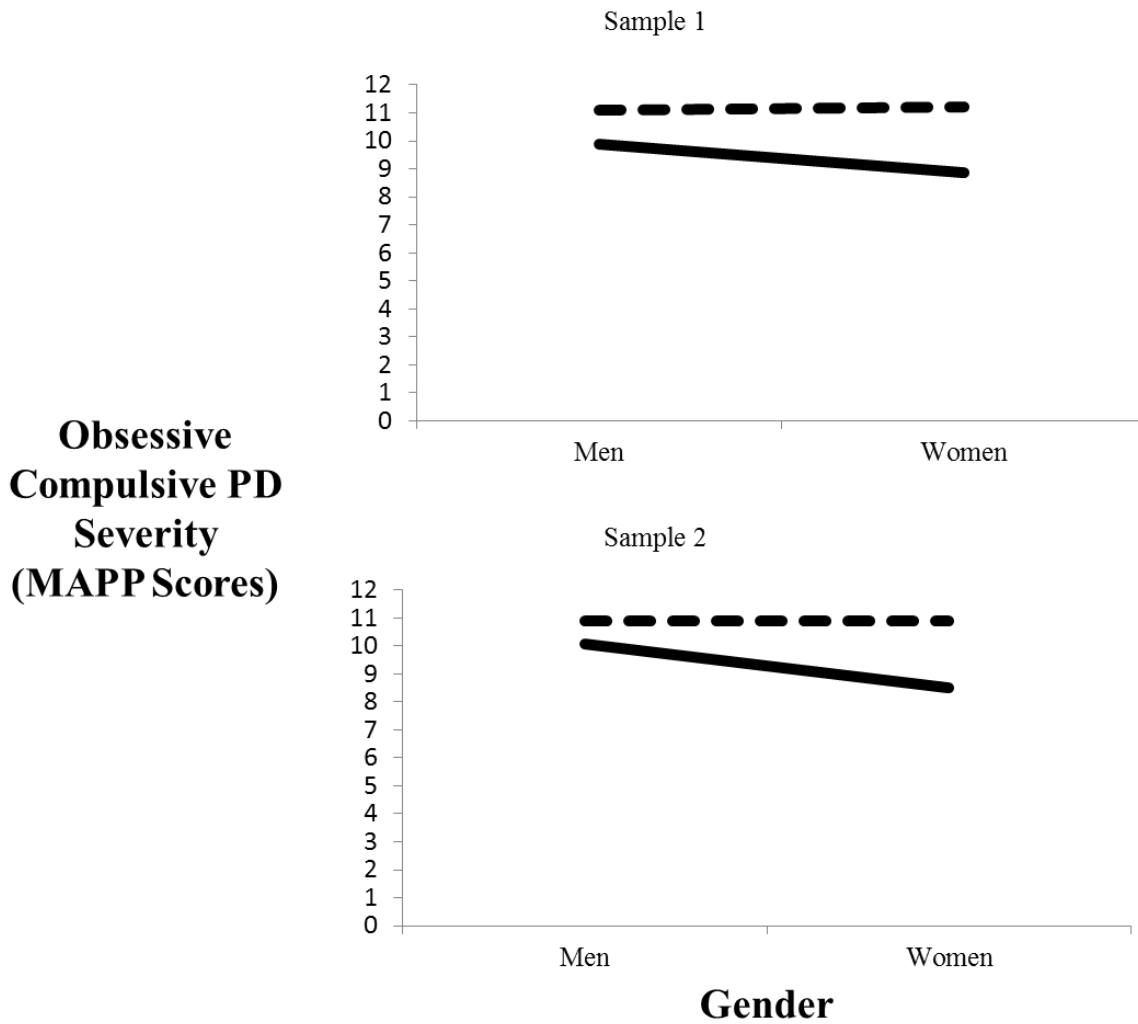 Sample 1
12
11
10
9
8
7
6
5
4
3
2
1
0
Men Women
Obsessive
Compulsive PD
Severity
(MAPP Scores)
Sample 2
12
11
10
9
8
7
6
5
4
3
2
1
0
Men Women
Gender